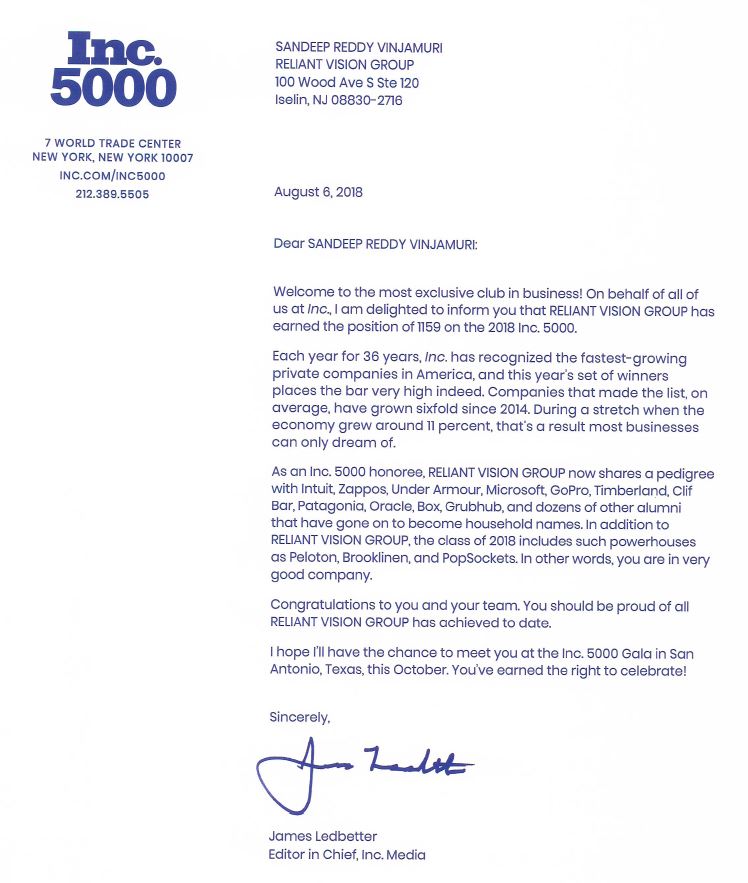 Inc.
5000
7 WORLD TRADE CENTER
NEW YORK, NEW YORK 10007
INC.COM/INC5000
212.389.5505
SANDEEP REDDY VINJAMURI
RELIANT VISION GROUP
100 Wood Ave S Ste 120
Iselin, NJ 08830-2716
August 6, 2018
Dear SANDEEP REDDY VINJAMURI:
Welcome to the most exclusive club in business! On behalf of all of
us at Inc., I am delighted to inform you that RELIANT VISION GROUP has
earned the position of 1159 on the 2018 Inc. 5000.
Each year for 36 years, Inc. has recognized the fastest-growing
private companies in America, and this year's set of winners
places the bar very high indeed. Companies that made the list, on
average, have grown sixfold since 2014. During a stretch when the
economy grew around 11 percent, that's a result most businesses
can only dream of.
As an Inc. 5000 honoree, RELIANT VISION GROUP now shares a pedigree
with Intuit, Zappos, Under Armour, Microsoft, GoPro, Timberland, Clif
Bar, Patagonia, Oracle, Box, Grubhub, and dozens of other alumni
that have gone on to become household names. In addition to
RELIANT VISION GROUP, the class of 2018 includes such powerhouses
as Peloton, Brooklinen, and PopSockets. In other words, you are in very
good company.
Congratulations to you and your team. You should be proud of all
RELIANT VISION GROUP has achieved to date.
I hope I'll have the chance to meet you at the Inc. 5000 Gala in San
Antonio, Texas, this October. You've earned the right to celebrate!
Sincerely,
James Ledbetter
Editor in Chief, Inc. Media